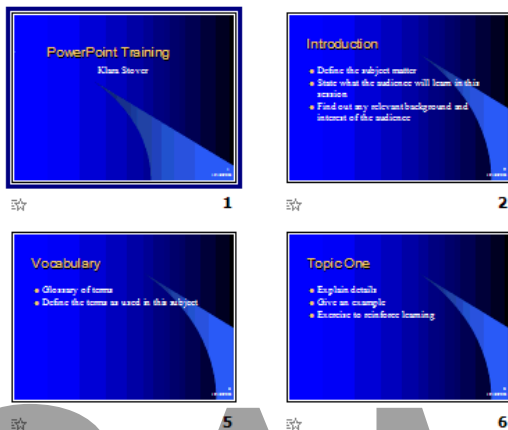 PowerPoint Training
Klara Stover
1
Introduction
Define the subject matter
State what the audience will learn in this
session
Find out any relevant background and
interest of the audience
2
Vocabulary
Glossary of terms
Define the terms as used in this subject
5
Topic One
Explain details
Give an example
Exercise to reinforce learning
6